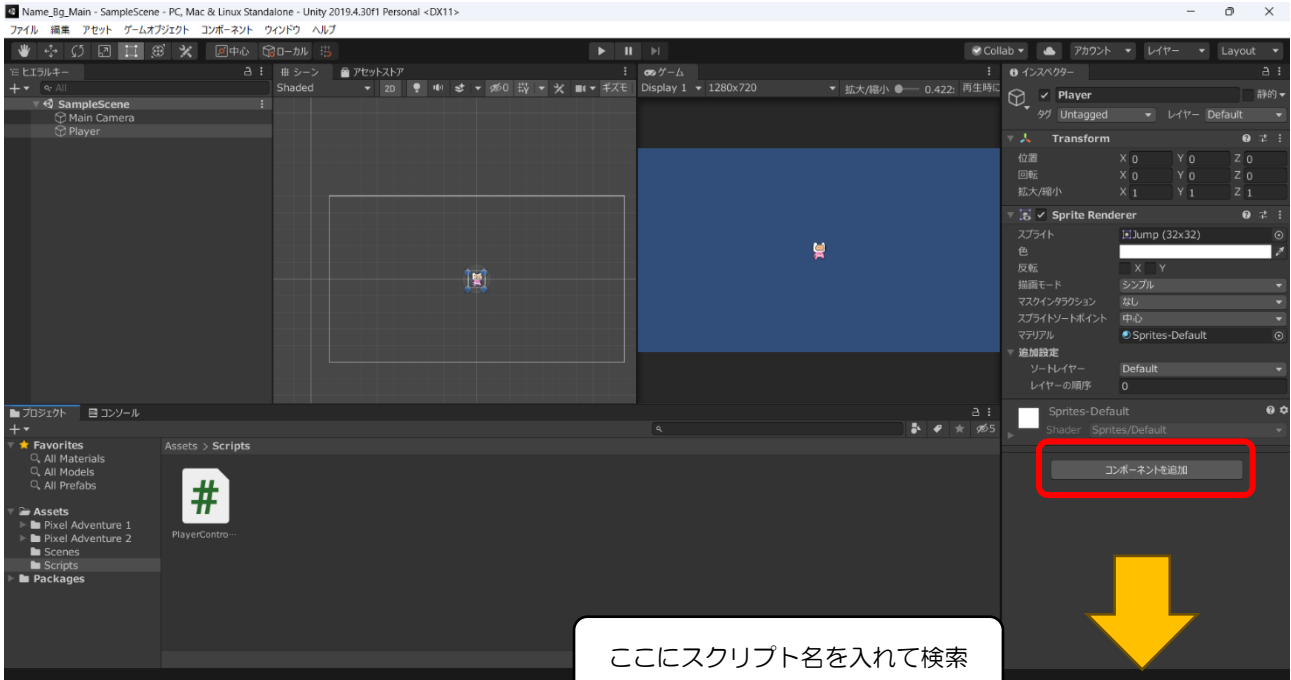 Name_Bg_Main - SampleScene - PC, Mac & Linux Standalone - Unity 2019.4.30f1 Personal <DX11>
ファイル 編集 アセット ゲームオブジェクト コンポーネント ウィンドウ ヘルプ
中心 ローカル Collab アカウント レイヤー Layout
ヒエラルキー
All
SampleScene
Main Camera
Player
シーン アセットストア
Shaded 2D 0 ギズモ
ゲーム
Display 1 1280x720 拡大/縮小 0.422: 再生時に
インスペクター
Player 静的
タグ Untagged レイヤー Default
Transform
位置 X 0 Y 0 Z 0
回転 X 0 Y 0 Z 0
拡大/縮小 X 1 Y 1 Z 1
Sprite Renderer
スプライト Jump (32x32)
色
反転 X Y
描画モード シンプル
マスクインタラクション なし
スプライトソートポイント 中心
マテリアル Sprites-Default
追加設定
ソートレイヤー Default
レイヤーの順序 0
Sprites-Default
Shader Sprites/Default
コンポーネントを追加
プロジェクト コンソール
5
Favorites
All Materials
All Models
All Prefabs
Assets
Pixel Adventure 1
Pixel Adventure 2
Scenes
Scripts
Packages
Assets > Scripts
#
PlayerContro…
ここにスクリプト名を入れて検索